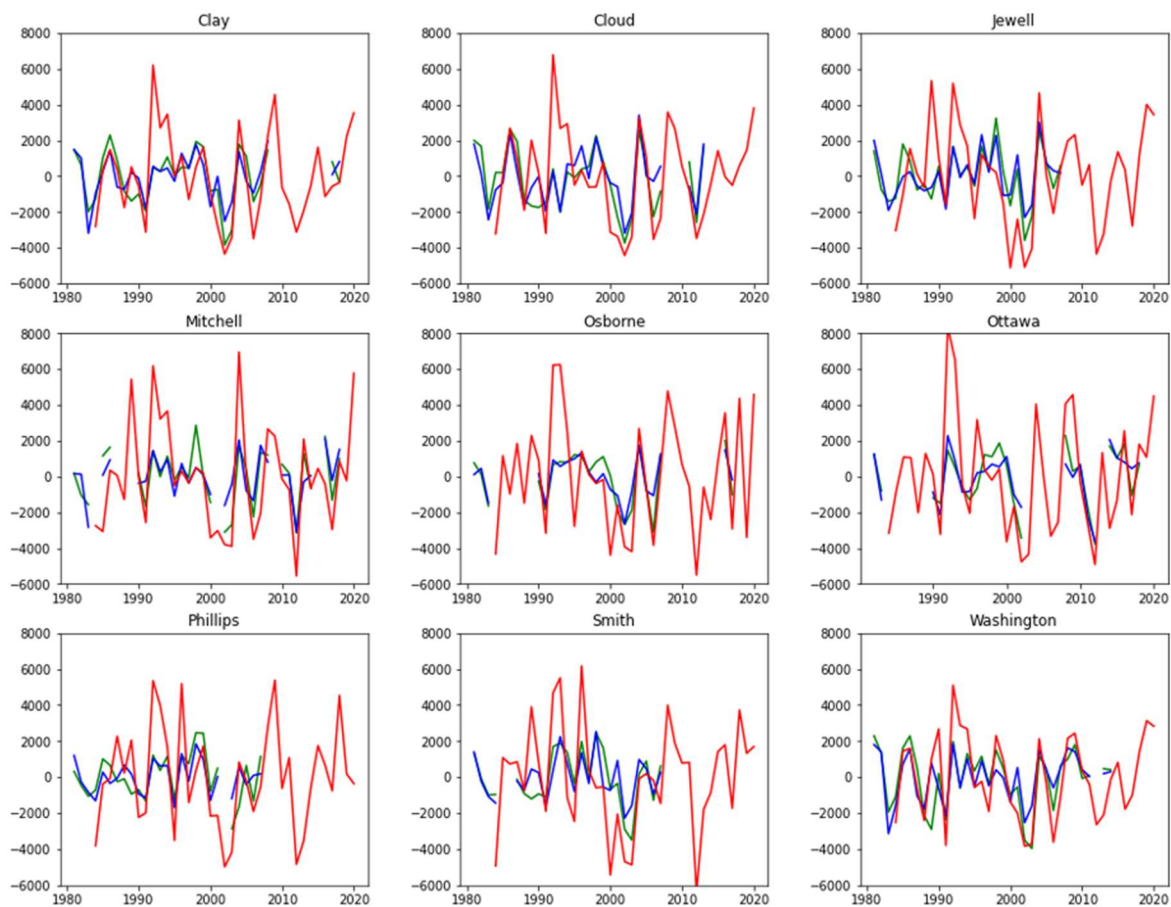 Clay Cloud Jewell
8000 8000 8000
6000 6000 6000
4000 4000 4000
2000 2000 2000
0 0 0
−2000 −2000 −2000
−4000 −4000 −4000
−6000 −6000 −6000
1980 1990 2000 2010 2020 1980 1990 2000 2010 2020 1980 1990 2000 2010 2020
Mitchell Osborne Ottawa
8000 8000 8000
6000 6000 6000
4000 4000 4000
2000 2000 2000
0 0 0
−2000 −2000 −2000
−4000 −4000 −4000
−6000 −6000 −6000
1980 1990 2000 2010 2020 1980 1990 2000 2010 2020 1990 2000 2010 2020
Phillips Smith Washington
8000 8000 8000
6000 6000 6000
4000 4000 4000
2000 2000 2000
0 0 0
−2000 −2000 −2000
−4000 −4000 −4000
−6000 −6000 −6000
1980 1990 2000 2010 2020 1980 1990 2000 2010 2020 1980 1990 2000 2010 2020